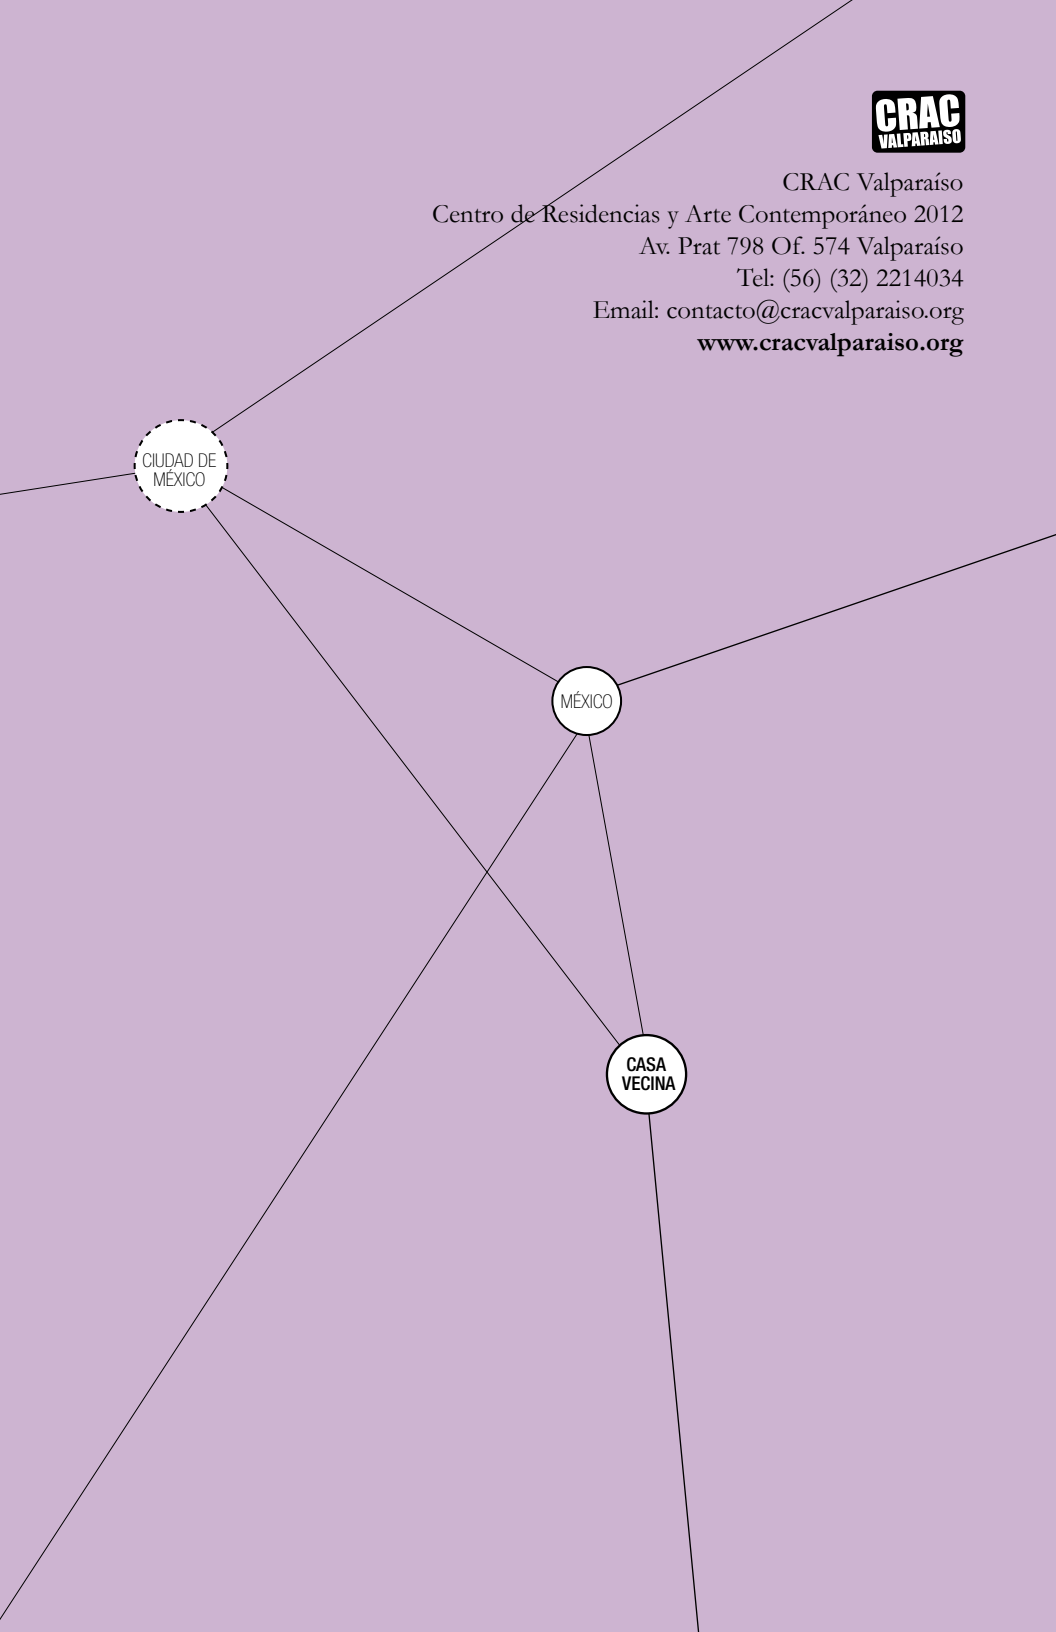 CRAC
VALPARAISO
CRAC Valparaíso
Centro de Residencias y Arte Contemporáneo 2012
Av. Prat 798 Of. 574 Valparaíso
Tel: (56) (32) 2214034
Email: contacto@cracvalparaiso.org
www.cracvalparaiso.org
CIUDAD DE
MÉXICO
MÉXICO
CASA
VECINA